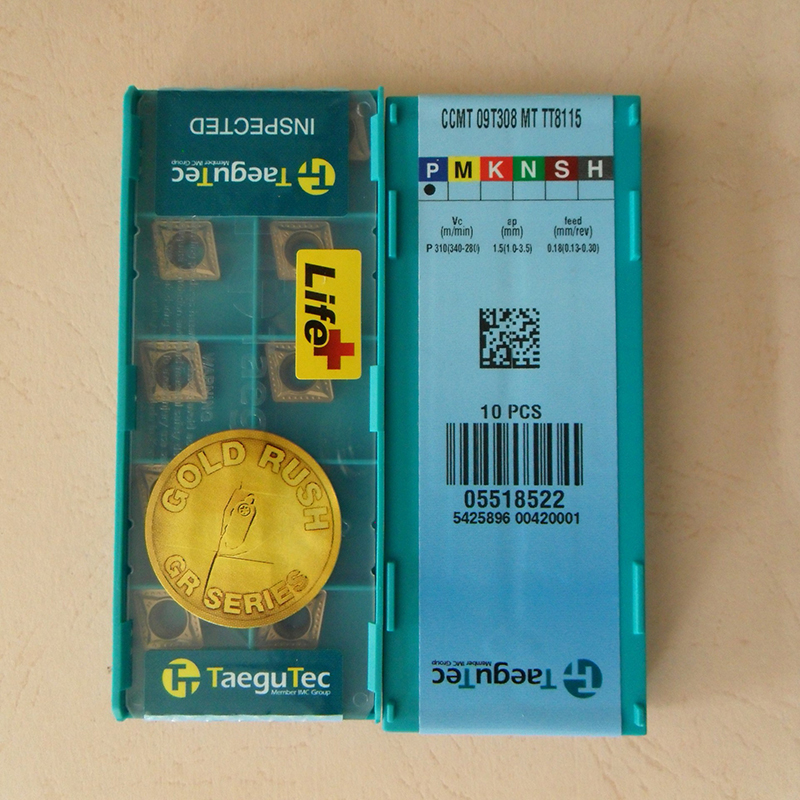 INSPECTED
TaeguTec
Member IMC Group
Life+
GOLD RUSH
GR SERIES
TaeguTec
Member IMC Group
CCMT 09T308 MT TT8115
P M K N S H
Vc ap feed
(m/min) (mm) (mm/rev)
P 310(340-280) 1.5(1.0-3.5) 0.18(0.13-0.30)
10 PCS
05518522
5425896 00420001
TaeguTec
Member IMC Group